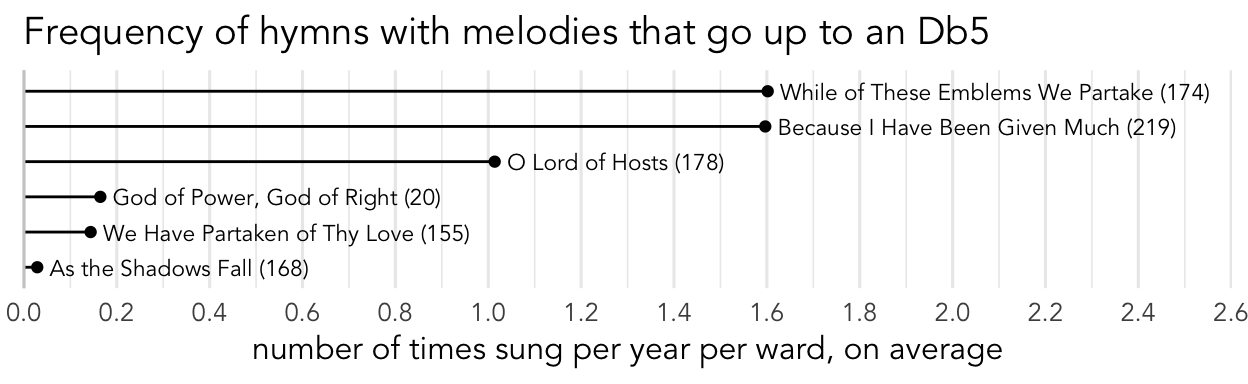 Frequency of hymns with melodies that go up to an Db5
While of These Emblems We Partake (174)
Because I Have Been Given Much (219)
O Lord of Hosts (178)
God of Power, God of Right (20)
We Have Partaken of Thy Love (155)
As the Shadows Fall (168)
0.0 0.2 0.4 0.6 0.8 1.0 1.2 1.4 1.6 1.8 2.0 2.2 2.4 2.6
number of times sung per year per ward, on average